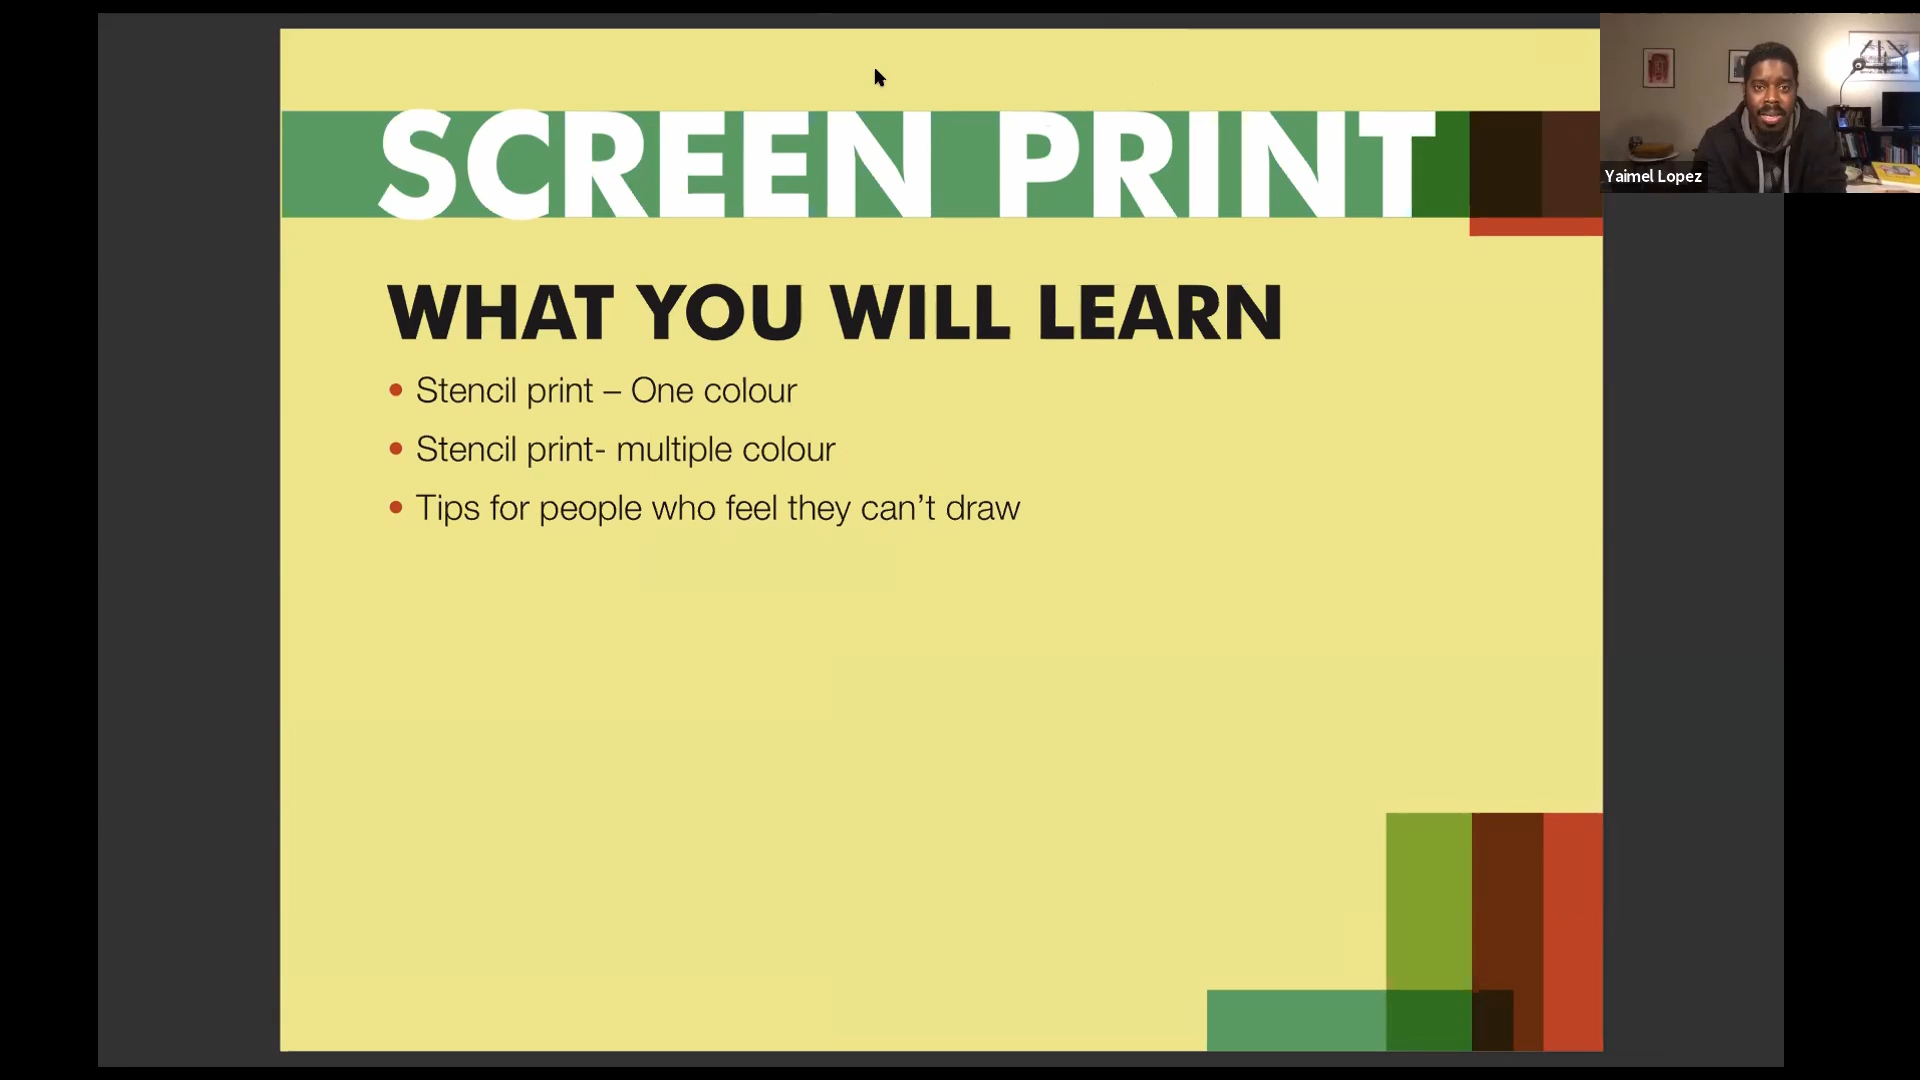 SCREEN PRINT
Yaimel Lopez
WHAT YOU WILL LEARN
• Stencil print – One colour
• Stencil print- multiple colour
• Tips for people who feel they can’t draw